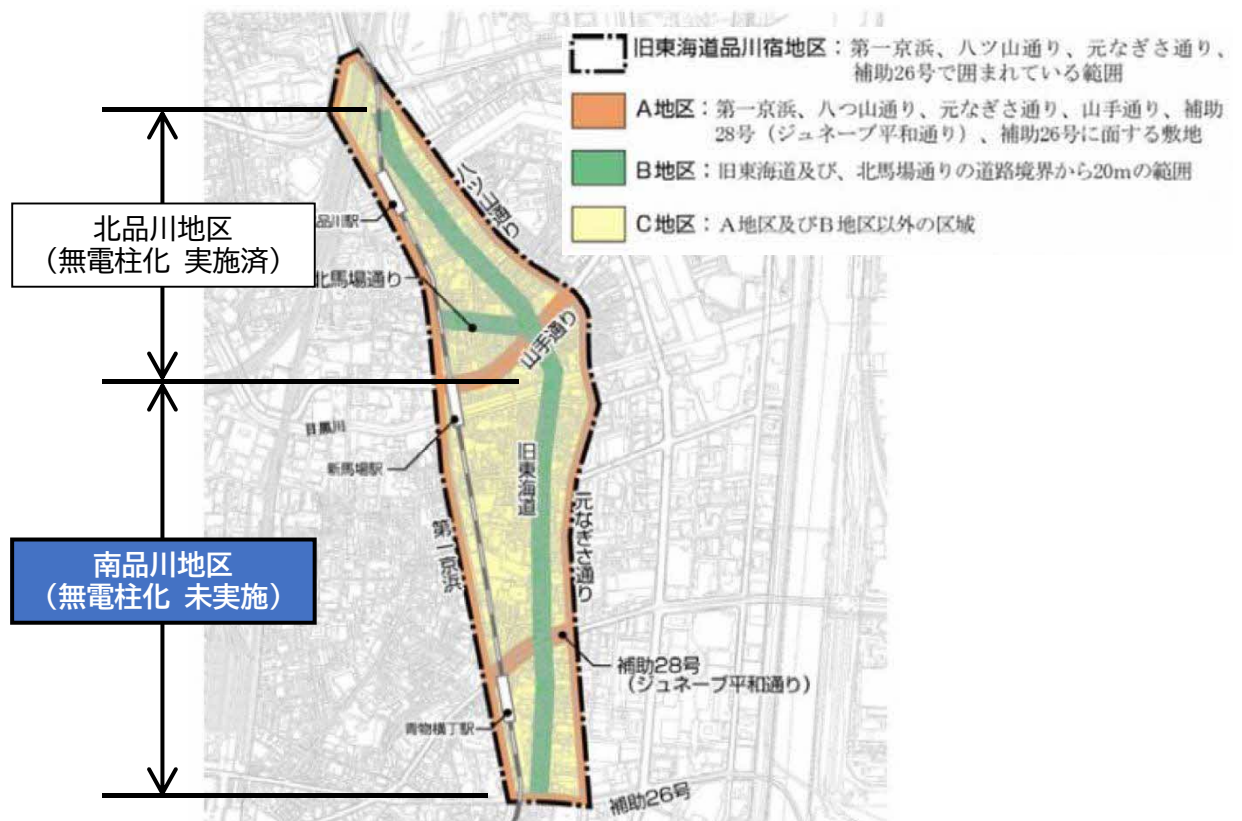 旧東海道品川宿地区：第一京浜、八ツ山通り、元なぎさ通り、
補助26号で囲まれている範囲
A地区：第一京浜、八つ山通り、元なぎさ通り、山手通り、補助
28号（ジュネーブ平和通り）、補助26号に面する敷地
B地区：旧東海道及び、北馬場通りの道路境界から20mの範囲
C地区：A地区及びB地区以外の区域
北品川地区
（無電柱化 実施済）
品川駅
八ツ山通り
北馬場通り
山手通り
目黒川
新馬場駅
旧東海道
元なぎさ通り
第一京浜
南品川地区
（無電柱化 未実施）
補助28号
（ジュネーブ平和通り）
青物横丁駅
補助26号